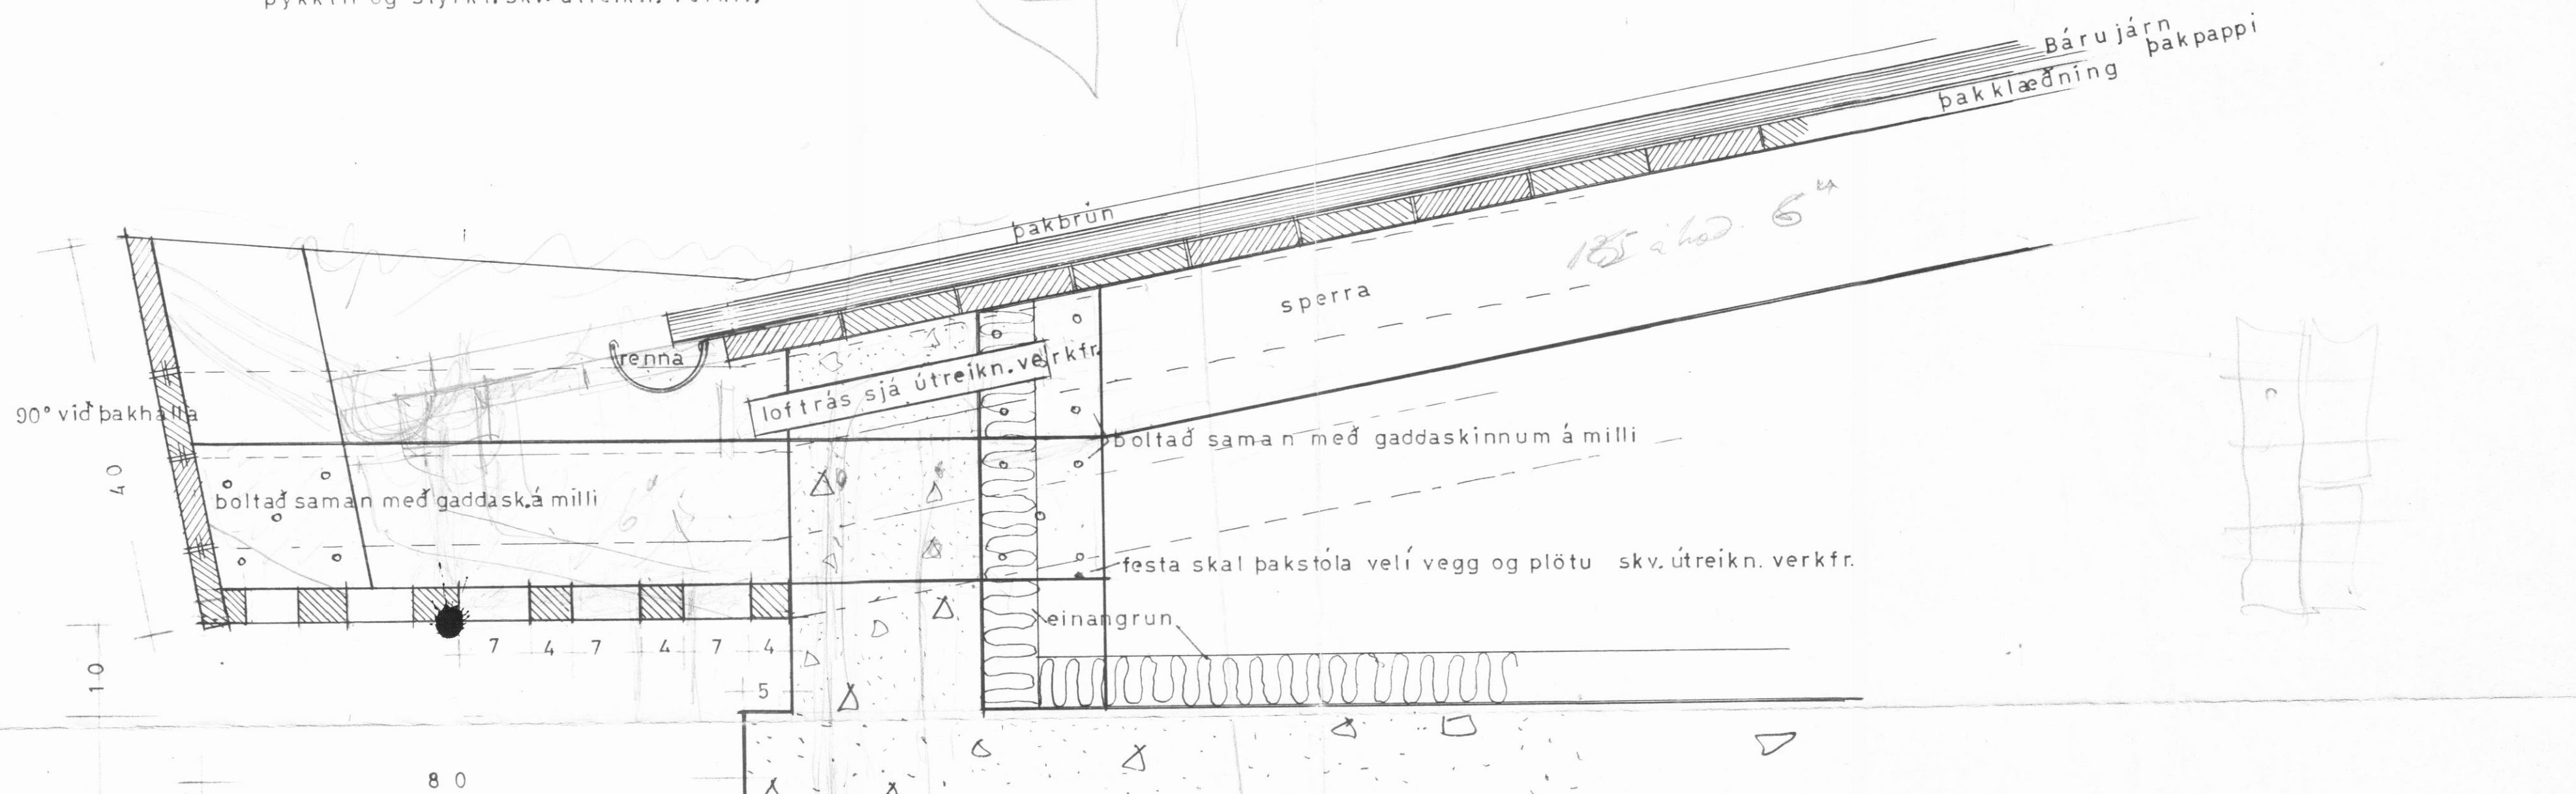 Bárujárn
þakpappi
þakklæðning
þakbrún
6"
sperra
renna
loftrás sjá útreikn. verkfr.
90° við þakhalla
boltað saman með gaddaskinnum á milli
40
boltað saman með gaddask. á milli
festa skal þakstóla vel í vegg og plötu skv. útreikn. verkfr.
einangrun
7 4 7 4 7 4
10
5
80